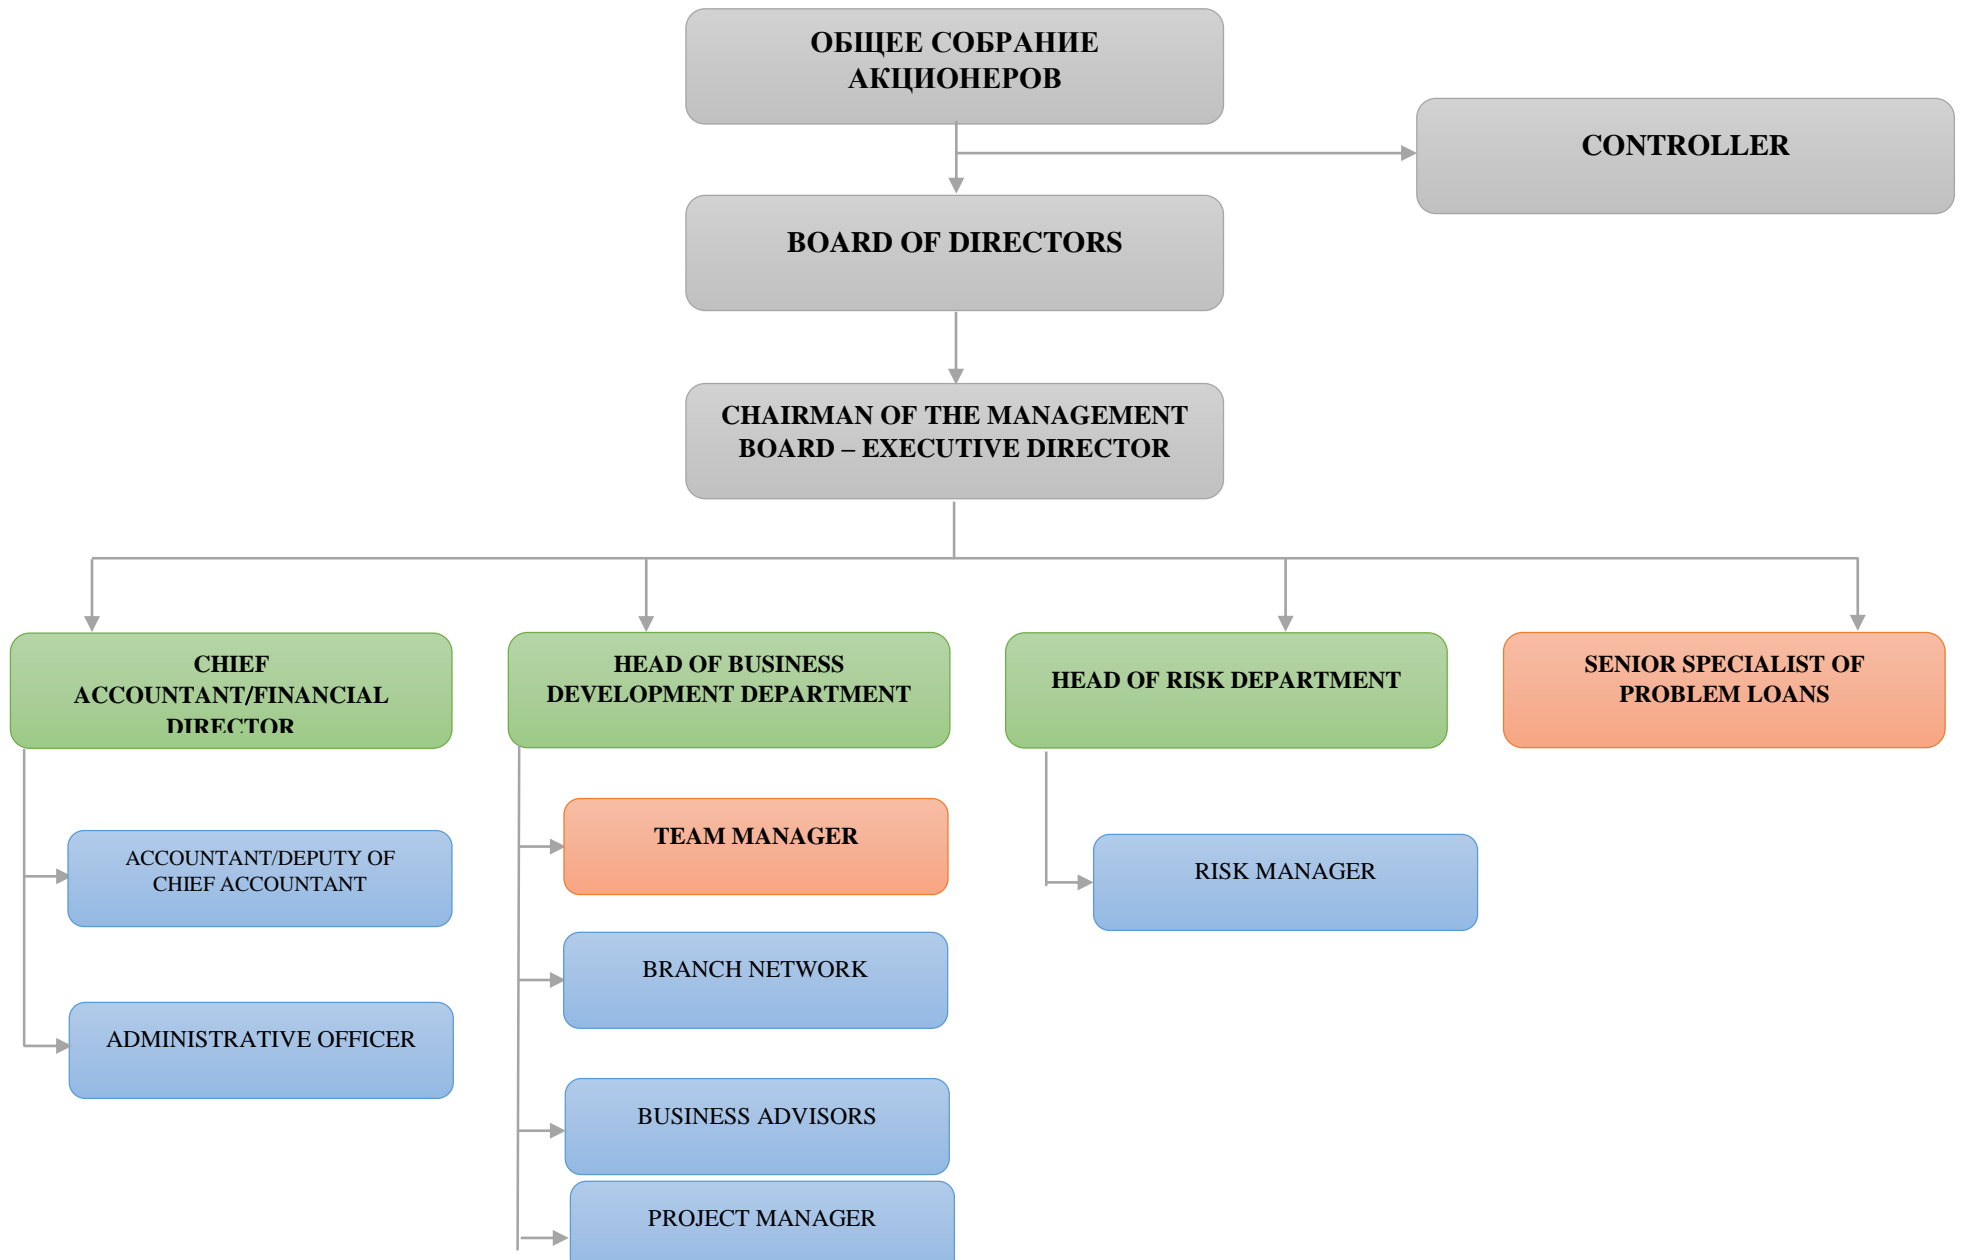 ОБЩЕЕ СОБРАНИЕ
АКЦИОНЕРОВ
CONTROLLER
BOARD OF DIRECTORS
CHAIRMAN OF THE MANAGEMENT
BOARD – EXECUTIVE DIRECTOR
CHIEF
ACCOUNTANT/FINANCIAL
DIRECTOR
HEAD OF BUSINESS
DEVELOPMENT DEPARTMENT
HEAD OF RISK DEPARTMENT
SENIOR SPECIALIST OF
PROBLEM LOANS
ACCOUNTANT/DEPUTY OF
CHIEF ACCOUNTANT
ADMINISTRATIVE OFFICER
TEAM MANAGER
BRANCH NETWORK
BUSINESS ADVISORS
PROJECT MANAGER
RISK MANAGER